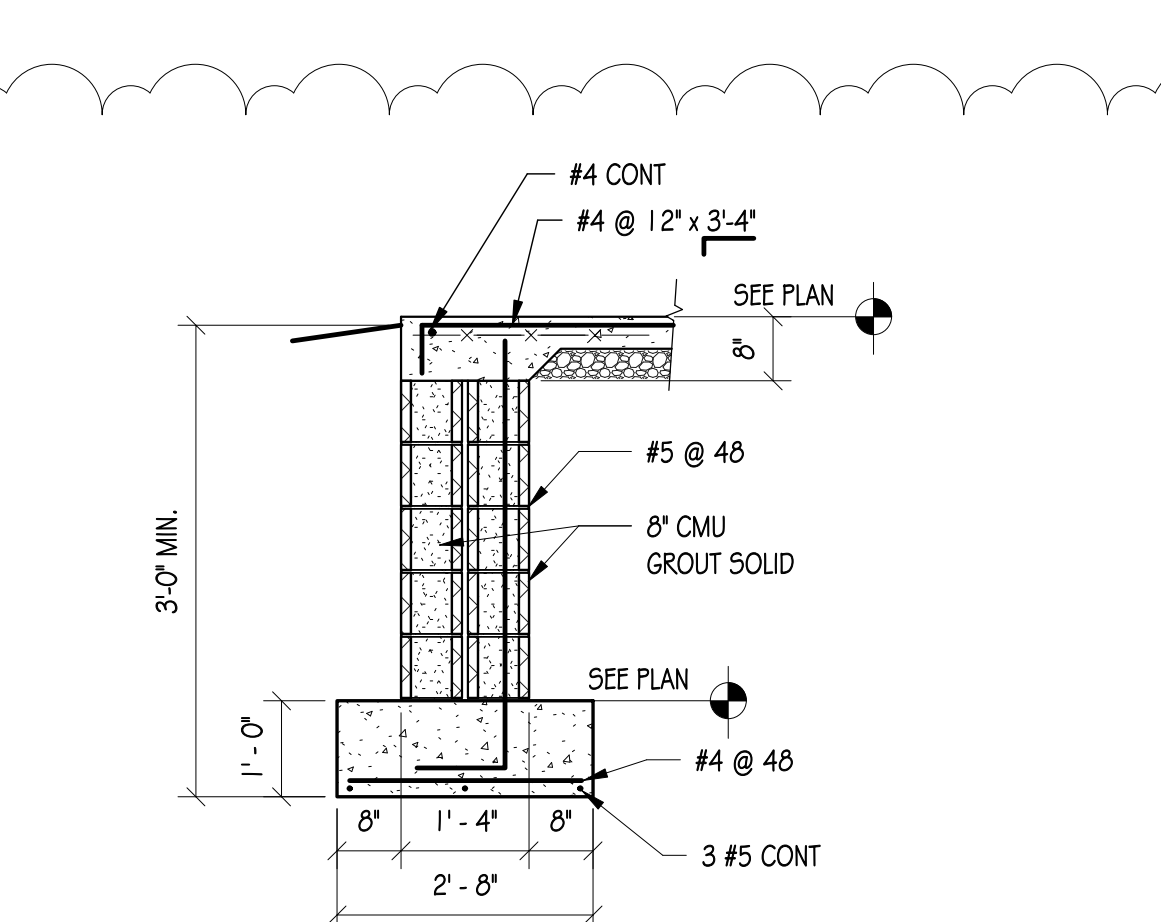 #4 CONT
#4 @ 12" x 3'-4"
SEE PLAN
8"
#5 @ 48
8" CMU
GROUT SOLID
3'-0" MIN.
SEE PLAN
1' - 0"
#4 @ 48
8"
1' - 4"
8"
3 #5 CONT
2' - 8"